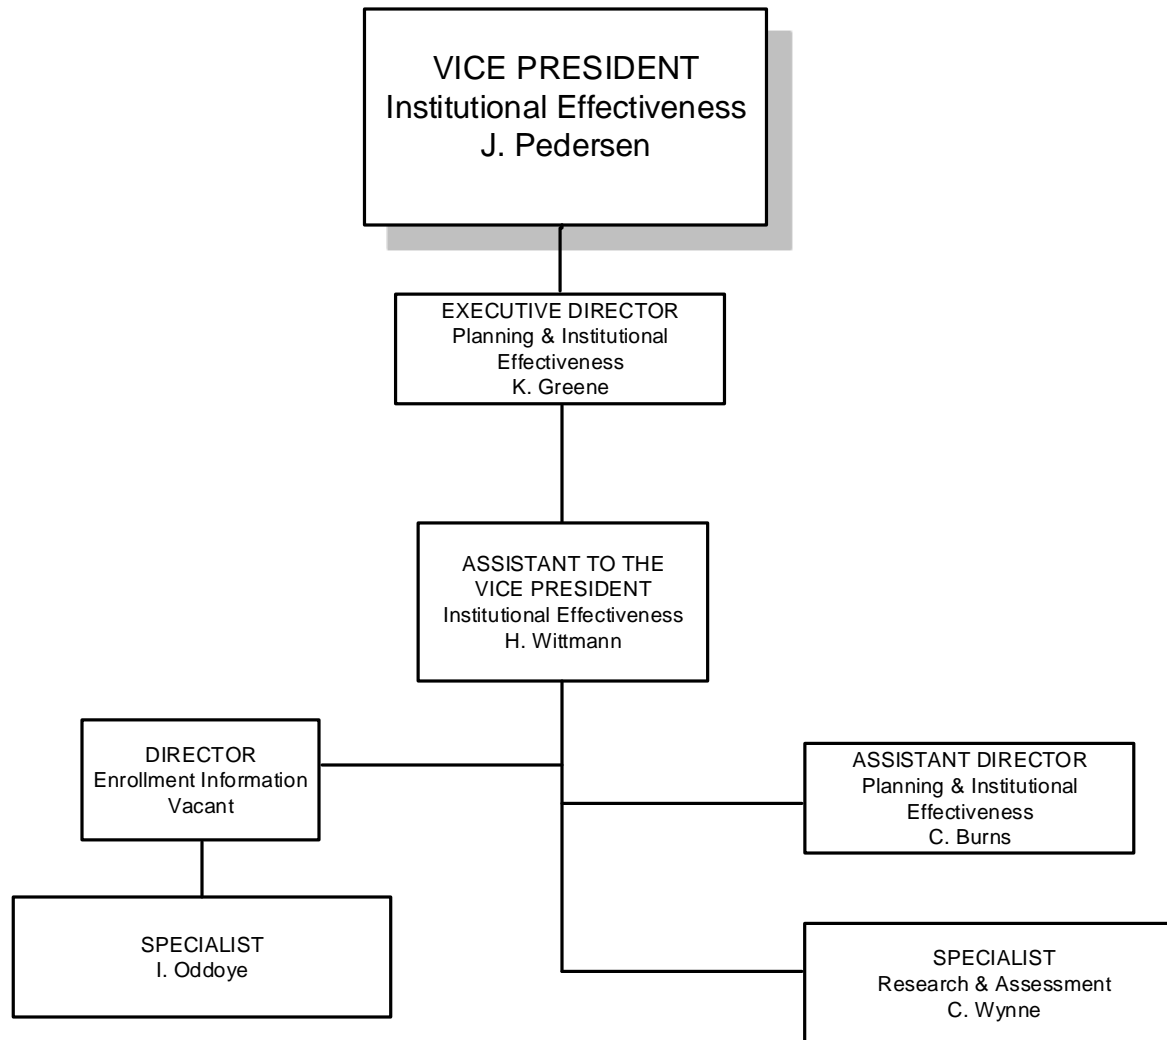 VICE PRESIDENT
Institutional Effectiveness
J. Pedersen
EXECUTIVE DIRECTOR
Planning & Institutional
Effectiveness
K. Greene
ASSISTANT TO THE
VICE PRESIDENT
Institutional Effectiveness
H. Wittmann
DIRECTOR
Enrollment Information
Vacant
ASSISTANT DIRECTOR
Planning & Institutional
Effectiveness
C. Burns
SPECIALIST
I. Oddoye
SPECIALIST
Research & Assessment
C. Wynne